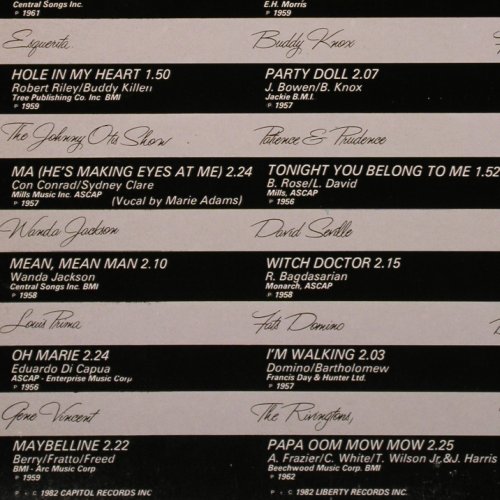 Central Songs Inc.
℗ 1961
E.H. Morris
℗ 1959
Esquerita
HOLE IN MY HEART 1.50
Robert Riley/Buddy Killen
Tree Publishing Co. Inc BMI
℗ 1959
Buddy Knox
PARTY DOLL 2.07
J. Bowen/B. Knox
Jackie B.M.I.
℗ 1957
The Johnny Otis Show
MA (HE'S MAKING EYES AT ME) 2.24
Con Conrad/Sydney Clare
Mills Music Inc. ASCAP
℗ 1957 (Vocal by Marie Adams)
Patience & Prudence
TONIGHT YOU BELONG TO ME 1.52
B. Rose/L. David
Mills, ASCAP
℗ 1956
Wanda Jackson
MEAN, MEAN MAN 2.10
Wanda Jackson
Central Songs Inc. BMI
℗ 1958
David Seville
WITCH DOCTOR 2.15
R. Bagdasarian
Monarch, ASCAP
℗ 1958
Louis Prima
OH MARIE 2.24
Eduardo Di Capua
ASCAP - Enterprise Music Corp
℗ 1956
Fats Domino
I'M WALKING 2.03
Domino/Bartholomew
Francis Day & Hunter Ltd.
℗ 1957
Gene Vincent
MAYBELLINE 2.22
Berry/Fratto/Freed
BMI - Arc Music Corp
℗ 1959
℗ - © 1982 CAPITOL RECORDS INC
The Rivingtons,
PAPA OOM MOW MOW 2.25
A. Frazier/C. White/T. Wilson Jr,&J. Harris
Beechwood Music Corp. BMI
℗ 1962
℗ - © 1982 LIBERTY RECORDS INC